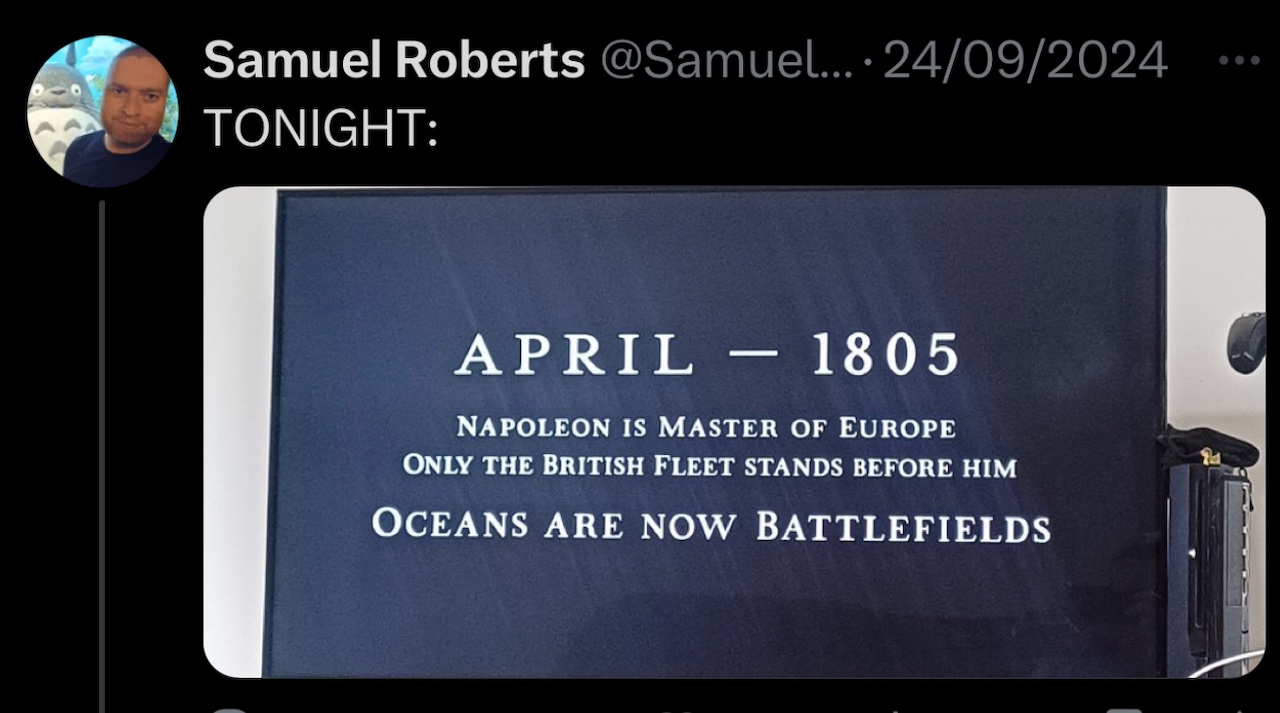 Samuel Roberts @Samuel... · 24/09/2024
TONIGHT:
APRIL — 1805
NAPOLEON IS MASTER OF EUROPE
ONLY THE BRITISH FLEET STANDS BEFORE HIM
OCEANS ARE NOW BATTLEFIELDS